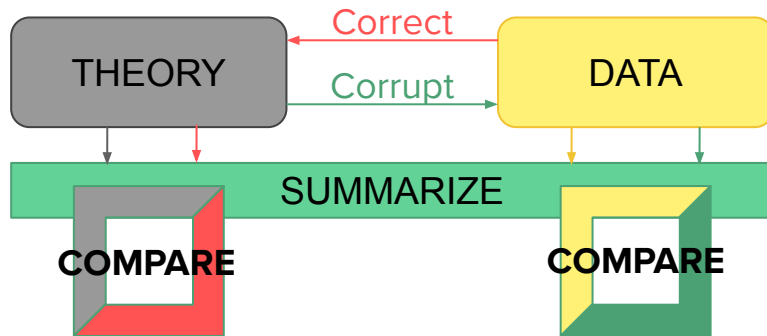 Correct
THEORY
DATA
Corrupt
SUMMARIZE
COMPARE
COMPARE